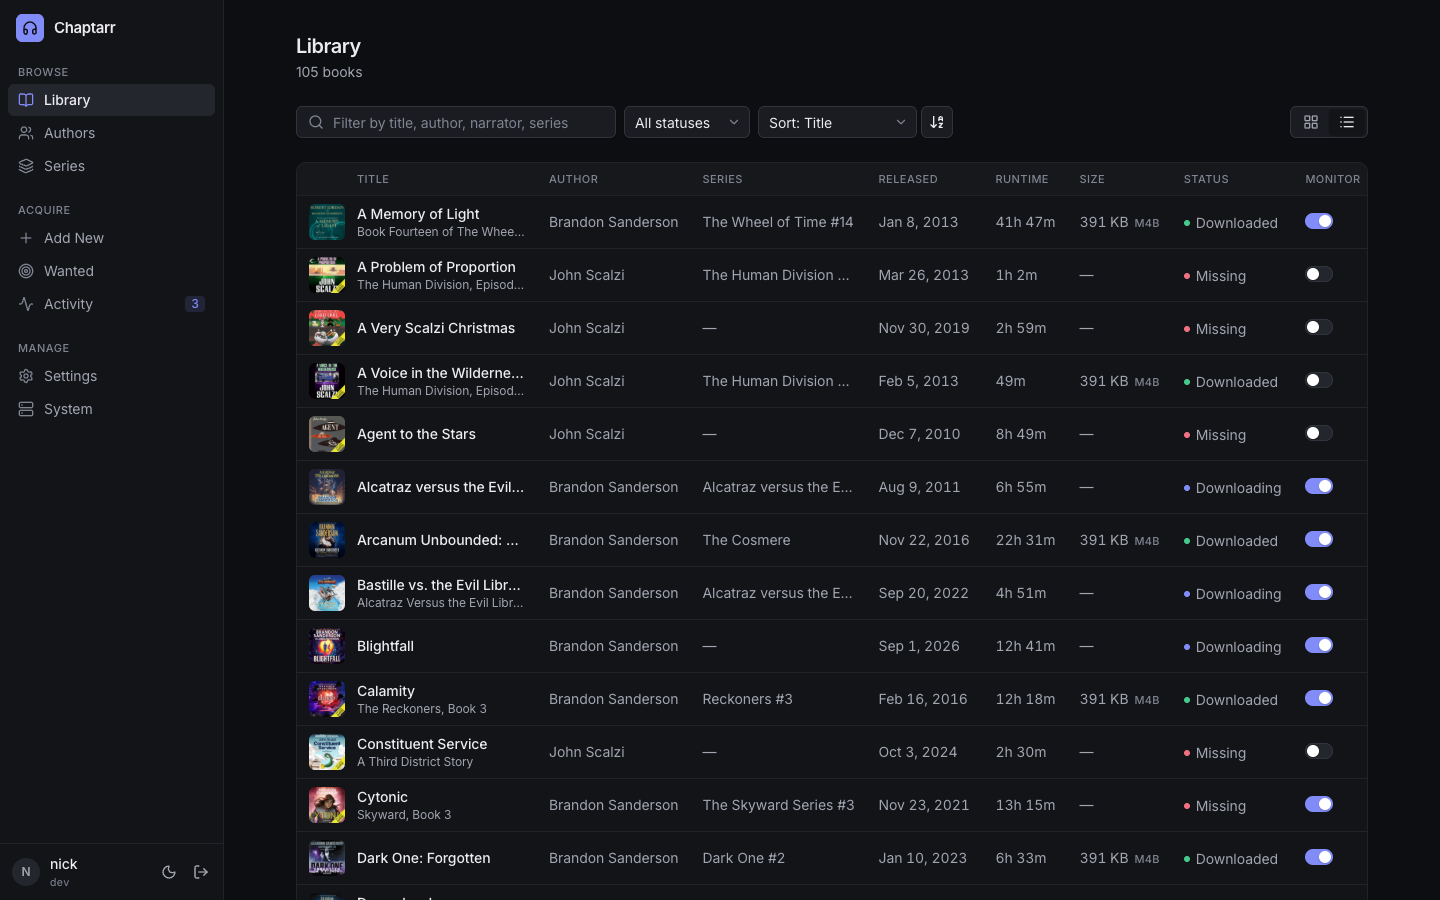 Chaptarr
BROWSE
Library
Authors
Series
ACQUIRE
Add New
Wanted
Activity 3
MANAGE
Settings
System
N
nick
dev
Library
105 books
Filter by title, author, narrator, series
All statuses
Sort: Title
TITLE AUTHOR SERIES RELEASED RUNTIME SIZE STATUS MONITOR
A Memory of Light Brandon Sanderson The Wheel of Time #14 Jan 8, 2013 41h 47m 391 KB M4B Downloaded
Book Fourteen of The Whee...
A Problem of Proportion John Scalzi The Human Division ... Mar 26, 2013 1h 2m — Missing
The Human Division, Episod...
A Very Scalzi Christmas John Scalzi — Nov 30, 2019 2h 59m — Missing
A Voice in the Wilderne... John Scalzi The Human Division ... Feb 5, 2013 49m 391 KB M4B Downloaded
The Human Division, Episod...
Agent to the Stars John Scalzi — Dec 7, 2010 8h 49m — Missing
Alcatraz versus the Evil... Brandon Sanderson Alcatraz versus the E... Aug 9, 2011 6h 55m — Downloading
Arcanum Unbounded: ... Brandon Sanderson The Cosmere Nov 22, 2016 22h 31m 391 KB M4B Downloaded
Bastille vs. the Evil Libr... Brandon Sanderson Alcatraz versus the E... Sep 20, 2022 4h 51m — Downloading
Alcatraz Versus the Evil Libr...
Blightfall Brandon Sanderson — Sep 1, 2026 12h 41m — Downloading
Calamity Brandon Sanderson Reckoners #3 Feb 16, 2016 12h 18m 391 KB M4B Downloaded
The Reckoners, Book 3
Constituent Service John Scalzi — Oct 3, 2024 2h 30m — Missing
A Third District Story
Cytonic Brandon Sanderson The Skyward Series #3 Nov 23, 2021 13h 15m — Missing
Skyward, Book 3
Dark One: Forgotten Brandon Sanderson Dark One #2 Jan 10, 2023 6h 33m 391 KB M4B Downloaded